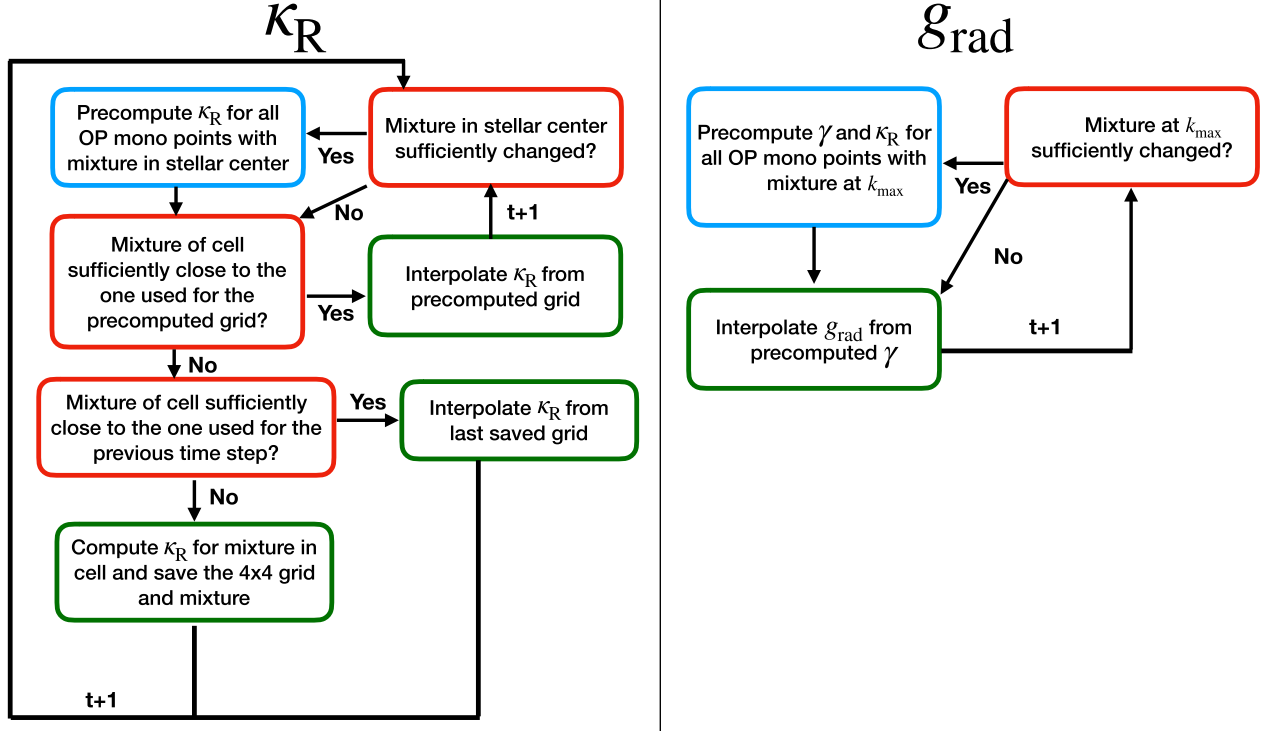 κR
Precompute κR for all
OP mono points with
mixture in stellar center
Yes
Mixture in stellar center
sufficiently changed?
No
t+1
Mixture of cell
sufficiently close to the
one used for the
precomputed grid?
Yes
Interpolate κR from
precomputed grid
No
Mixture of cell sufficiently
close to the one used for the
previous time step?
Yes
Interpolate κR from
last saved grid
No
Compute κR for mixture in
cell and save the 4x4 grid
and mixture
t+1
grad
Precompute γ and κR for
all OP mono points with
mixture at kmax
Yes
Mixture at kmax
sufficiently changed?
No
Interpolate grad from
precomputed γ
t+1